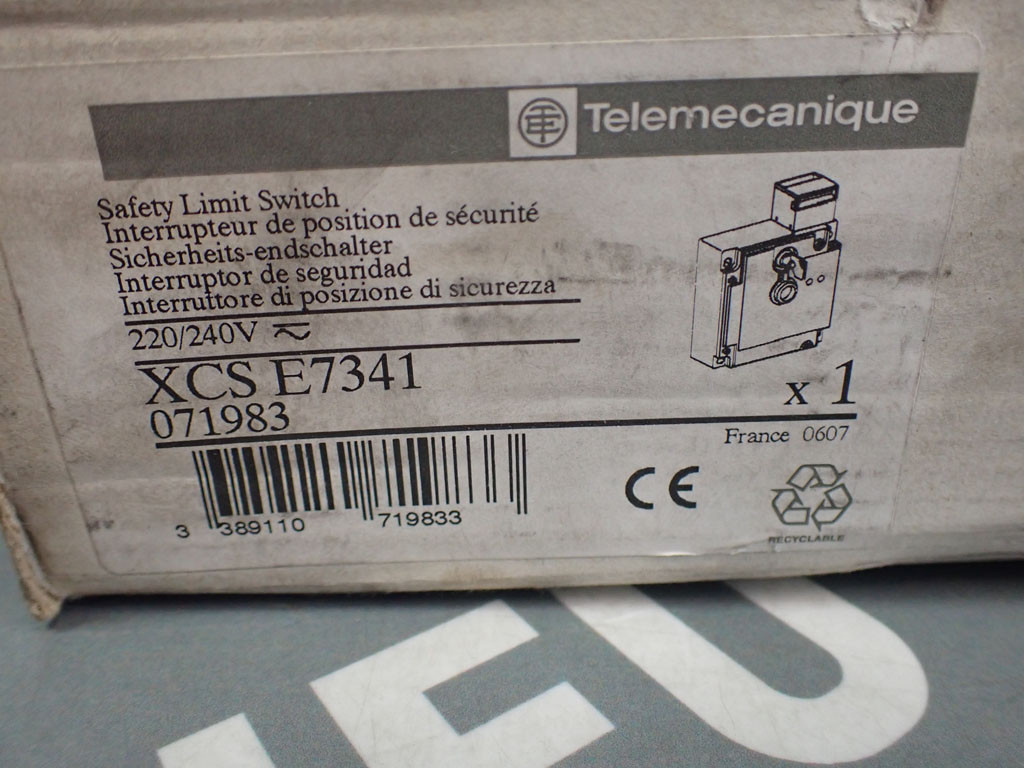 Telemecanique
Safety Limit Switch
Interrupteur de position de sécurité
Sicherheits-endschalter
Interruptor de seguridad
Interruttore di posizione di sicurezza
220/240V
XCS E7341
071983
x 1
France 0607
3 389110 719833
CE
RECYCLABLE